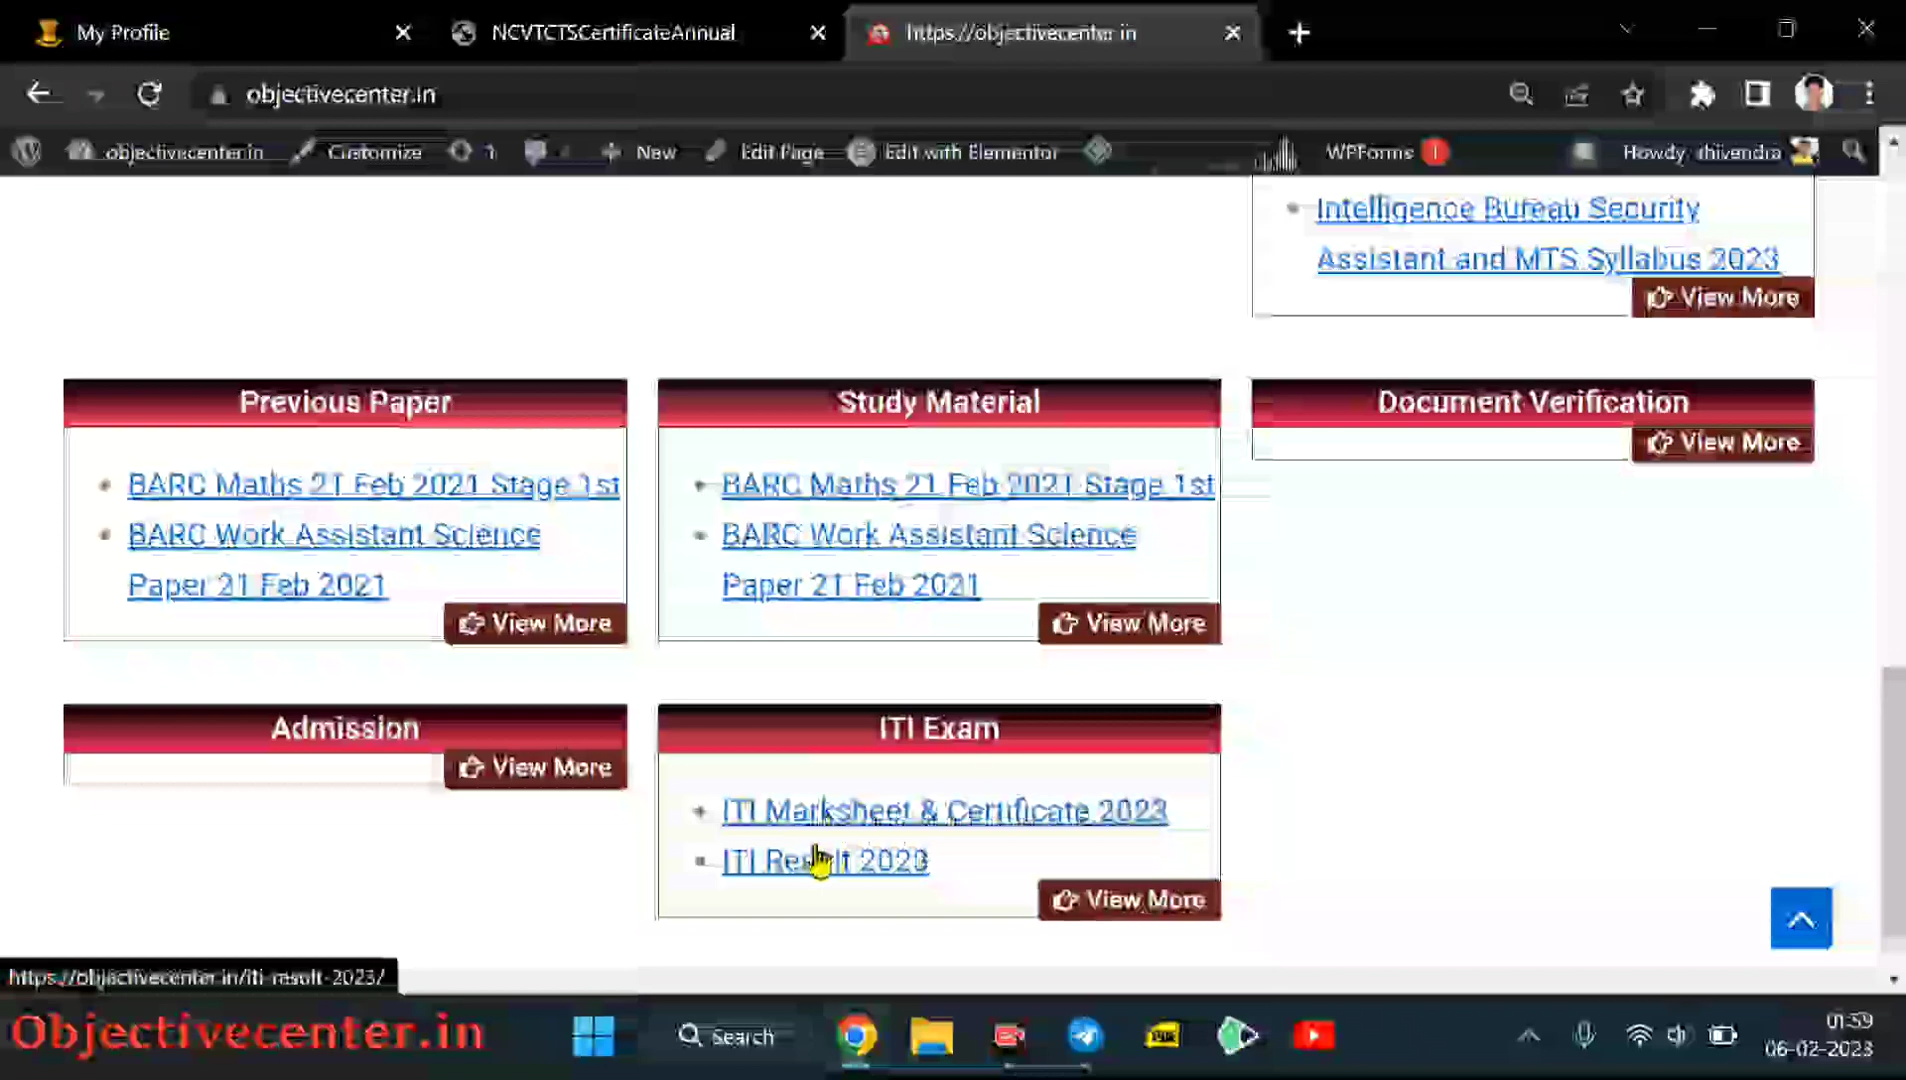 My Profile
NCVTCTSCertificateAnnual
https://objectivecenter.in
objectivecenter.in
objectivecenter.in
Customize
1
New
Edit Page
Edit with Elementor
WPForms
Howdy, thivendra
Intelligence Bureau Security
Assistant and MTS Syllabus 2023
View More
Previous Paper
BARC Maths 21 Feb 2021 Stage 1st
BARC Work Assistant Science
Paper 21 Feb 2021
View More
Study Material
BARC Maths 21 Feb 2021 Stage 1st
BARC Work Assistant Science
Paper 21 Feb 2021
View More
Document Verification
View More
Admission
View More
ITI Exam
ITI Marksheet & Certificate 2023
ITI Result 2023
View More
https://objectivecenter.in/iti-result-2023/
Objectivecenter.in
Search
01:59
06-02-2023